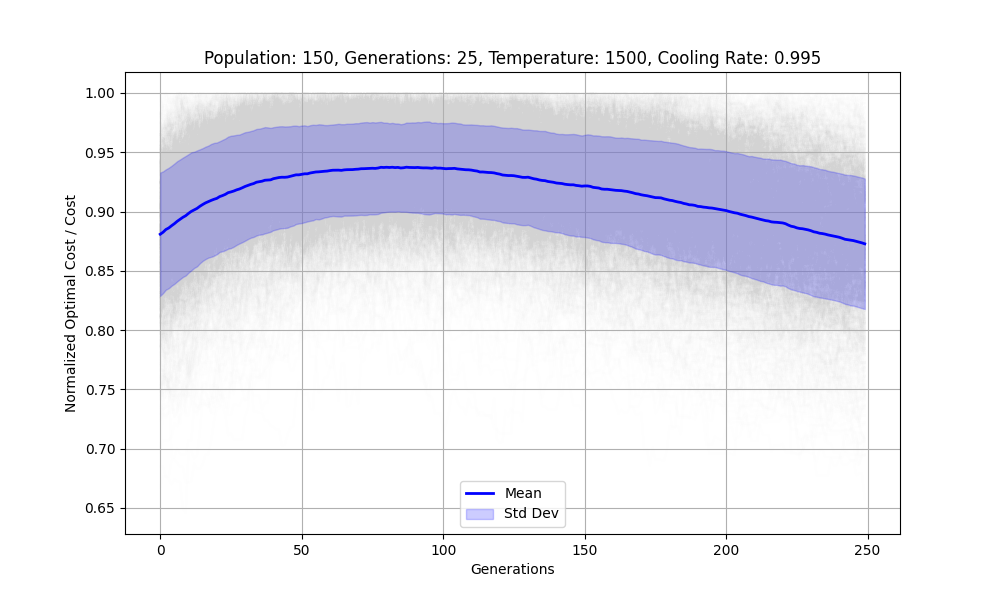 Population: 150, Generations: 25, Temperature: 1500, Cooling Rate: 0.995
Normalized Optimal Cost / Cost
1.00
0.95
0.90
0.85
0.80
0.75
0.70
0.65
Mean
Std Dev
0 50 100 150 200 250
Generations